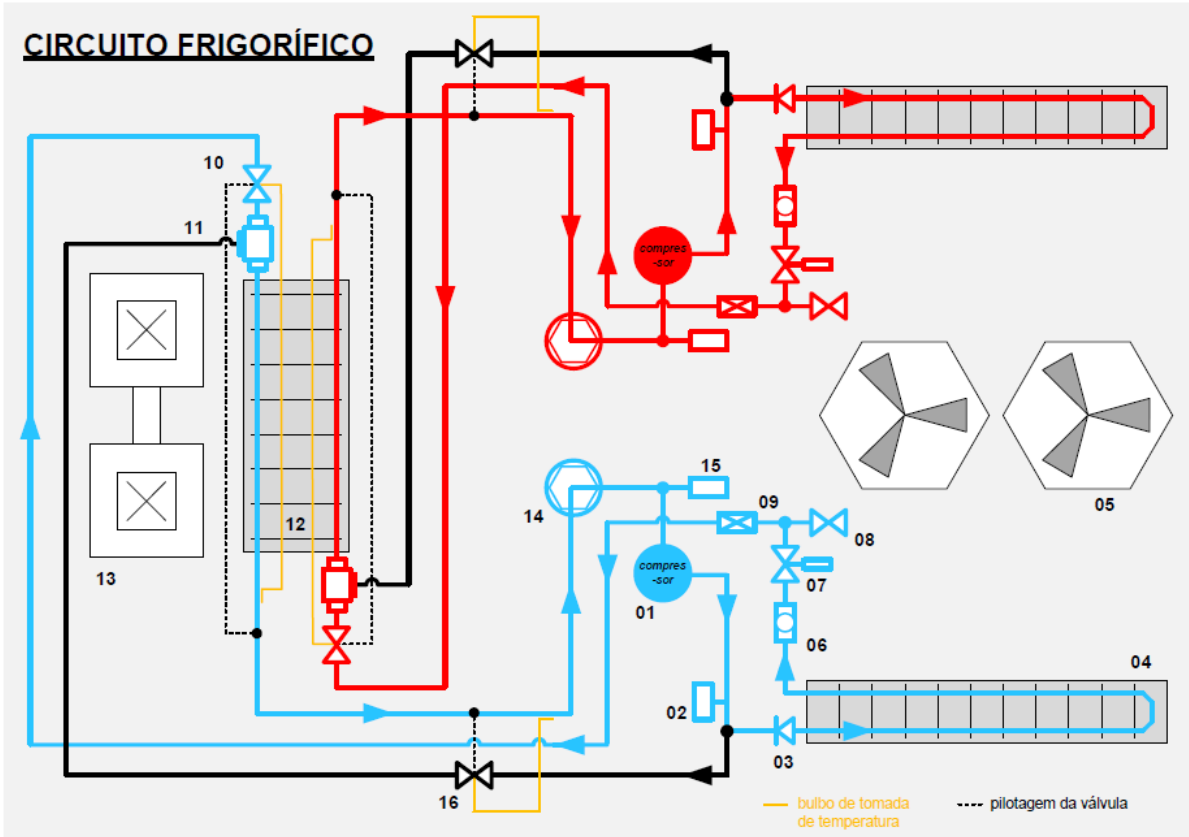 CIRCUITO FRIGORÍFICO
10
11
compres
-sor
12
13
15
14
09
08
05
compres
-sor
07
01
06
04
02
03
16
bulbo de tomada
de temperatura
pilotagem da válvula